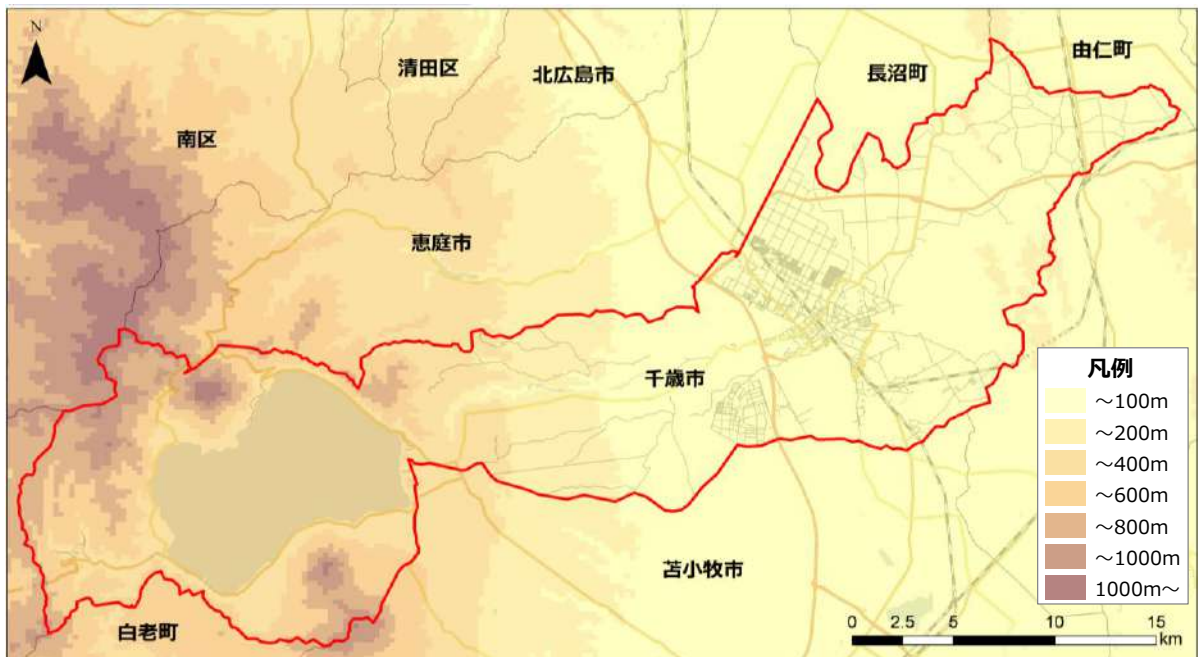 N
清田区
北広島市
長沼町
由仁町
南区
恵庭市
千歳市
苫小牧市
白老町
凡例
～100m
～200m
～400m
～600m
～800m
～1000m
1000m～
0 2.5 5 10 15
km